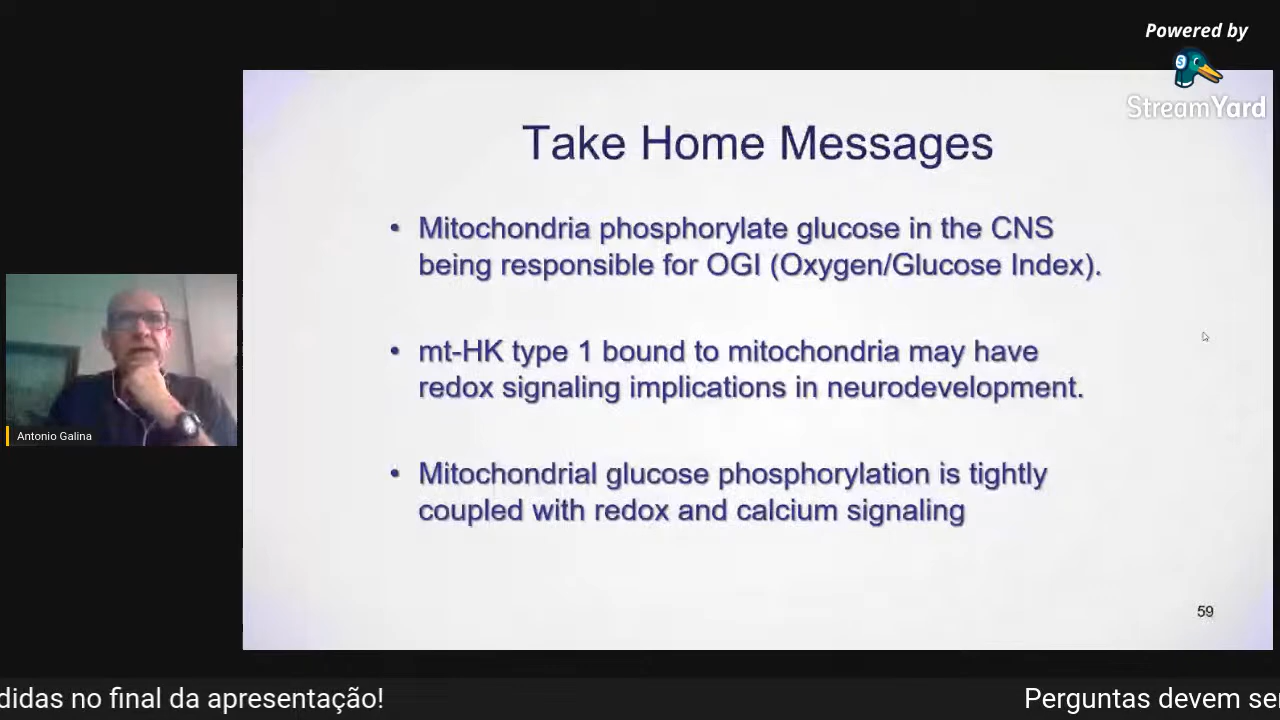 Powered by
StreamYard
Take Home Messages
• Mitochondria phosphorylate glucose in the CNS
being responsible for OGI (Oxygen/Glucose Index).
• mt-HK type 1 bound to mitochondria may have
redox signaling implications in neurodevelopment.
• Mitochondrial glucose phosphorylation is tightly
coupled with redox and calcium signaling
59
Antonio Galina
didas no final da apresentação!
Perguntas devem ser